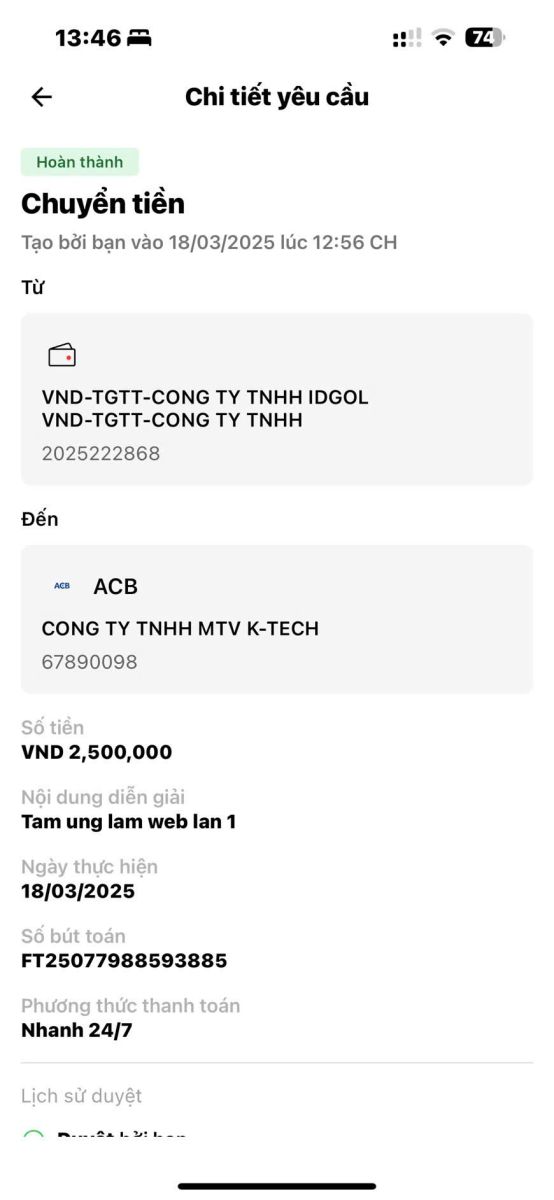 13:46
74
Chi tiết yêu cầu
Hoàn thành
Chuyển tiền
Tạo bởi bạn vào 18/03/2025 lúc 12:56 CH
Từ
VND-TGTT-CONG TY TNHH IDGOL
VND-TGTT-CONG TY TNHH
2025222868
Đến
ACB ACB
CONG TY TNHH MTV K-TECH
67890098
Số tiền
VND 2,500,000
Nội dung diễn giải
Tam ung lam web lan 1
Ngày thực hiện
18/03/2025
Số bút toán
FT25077988593885
Phương thức thanh toán
Nhanh 24/7
Lịch sử duyệt
Duyệt bởi bạn